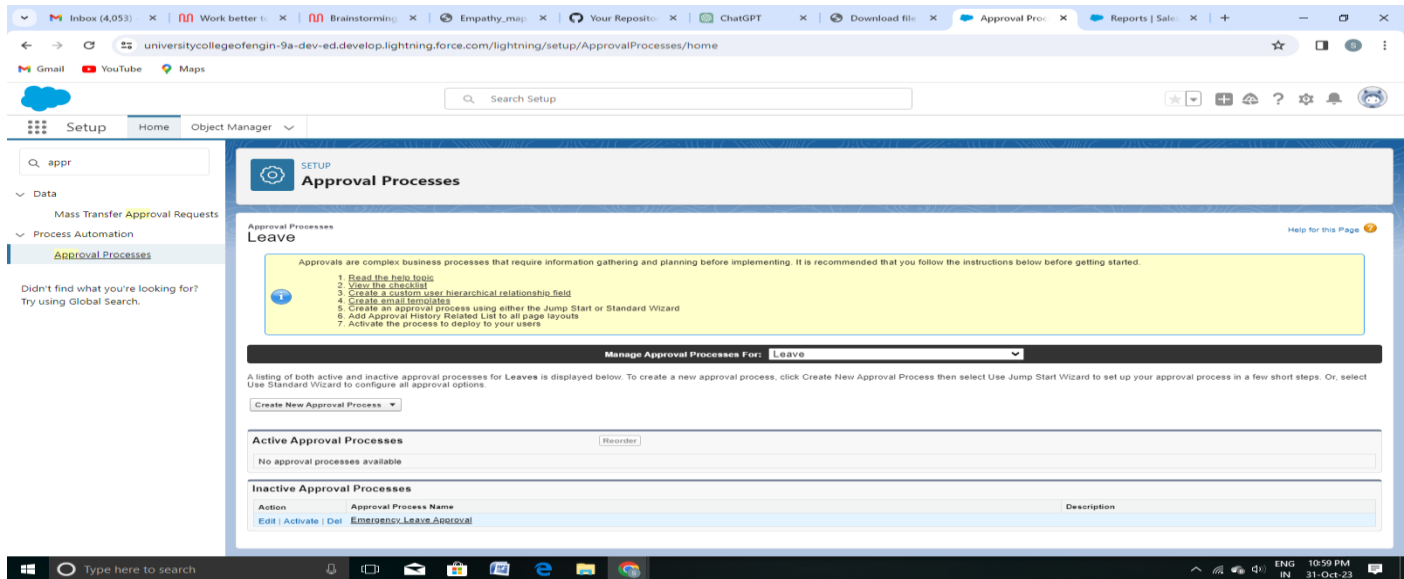 Inbox (4,053) -
Work better to
Brainstorming
Empathy_map
Your Reposito
ChatGPT
Download file
Approval Proc
Reports | Sale
universitycollegeofengin-9a-dev-ed.develop.lightning.force.com/lightning/setup/ApprovalProcesses/home
S
Gmail
YouTube
Maps
Search Setup
Setup
Home
Object Manager
appr
Data
Mass Transfer Approval Requests
Process Automation
Approval Processes
Didn't find what you're looking for?
Try using Global Search.
SETUP
Approval Processes
Approval Processes
Leave
Help for this Page
Approvals are complex business processes that require information gathering and planning before implementing. It is recommended that you follow the instructions below before getting started.
1. Read the help topic
2. View the checklist
3. Create a custom user hierarchical relationship field
4. Create email templates
5. Create an approval process using either the Jump Start or Standard Wizard
6. Add Approval History Related List to all page layouts
7. Activate the process to deploy to your users
Manage Approval Processes For: Leave
A listing of both active and inactive approval processes for Leaves is displayed below. To create a new approval process, click Create New Approval Process then select Use Jump Start Wizard to set up your approval process in a few short steps. Or, select
Use Standard Wizard to configure all approval options.
Create New Approval Process
Active Approval Processes
Reorder
No approval processes available
Inactive Approval Processes
Action Approval Process Name Description
Edit | Activate | Del Emergency Leave Approval
Type here to search
ENG 10:59 PM
IN 31-Oct-23